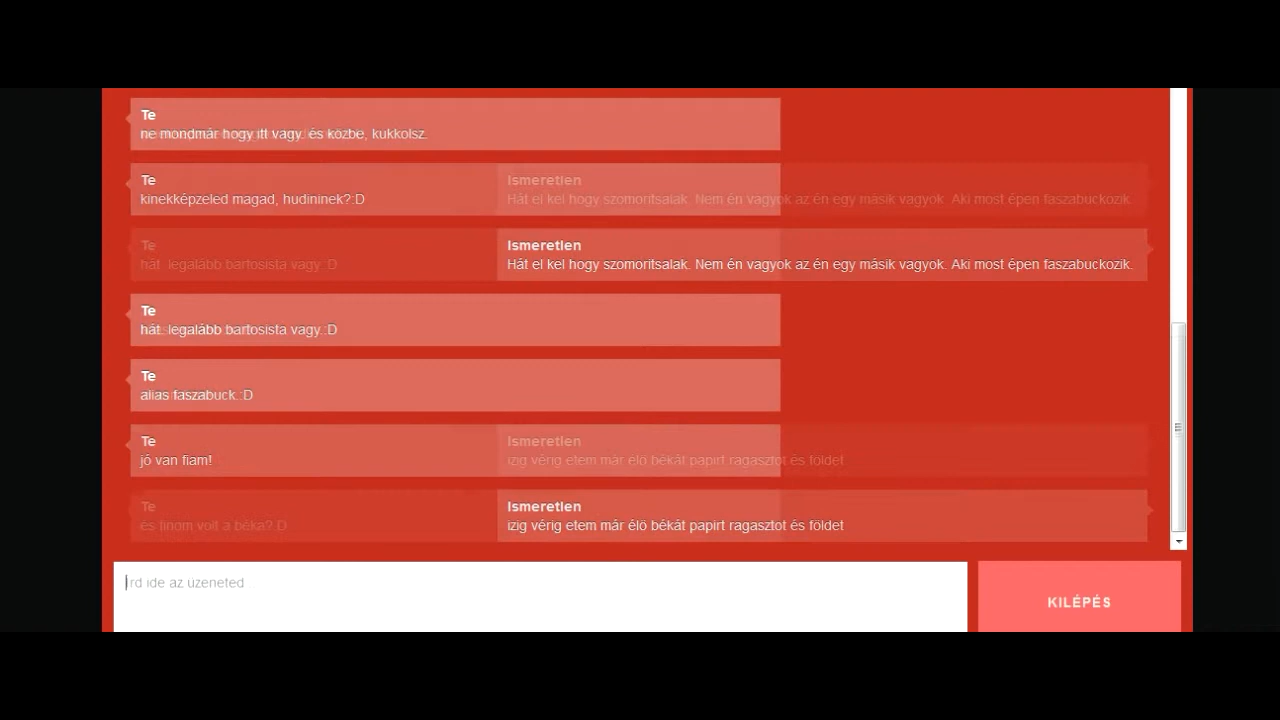 Te
ne mondmár hogy itt vagy. és közbe, kukkolsz.
Te
kinekképzeled magad, hudininek?:D
Ismeretlen
Hát el kel hogy szomoritsalak. Nem én vagyok az én egy másik vagyok. Aki most épen faszabuckozik.
Te
hát. legalább bartosista vagy.:D
Ismeretlen
Hát el kel hogy szomoritsalak. Nem én vagyok az én egy másik vagyok. Aki most épen faszabuckozik.
Te
hát. legalább bartosista vagy.:D
Te
alias faszabuck.:D
Te
jó van fiam!
Ismeretlen
izig vérig etem már élö békát papirt ragasztot és földet
Te
és finom volt a béka?:D
Ismeretlen
izig vérig etem már élö békát papirt ragasztot és földet
Írd ide az üzeneted...
KILÉPÉS